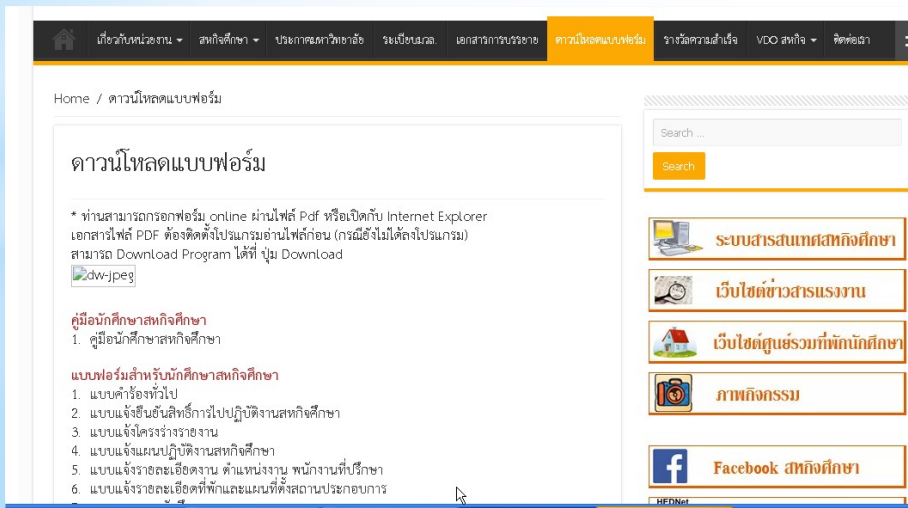 เกี่ยวกับหน่วยงาน
สหกิจศึกษา
ประกาศมหาวิทยาลัย
ระเบียบมวล.
เอกสารการบรรยาย
ดาวน์โหลดแบบฟอร์ม
รางวัลความสำเร็จ
VDO สหกิจ
ติดต่อเรา
Home / ดาวน์โหลดแบบฟอร์ม
ดาวน์โหลดแบบฟอร์ม
* ท่านสามารถกรอกฟอร์ม online ผ่านไฟล์ Pdf หรือเปิดกับ Internet Explorer
เอกสารไฟล์ PDF ต้องติดตั้งโปรแกรมอ่านไฟล์ก่อน (กรณียังไม่ได้ลงโปรแกรม)
สามารถ Download Program ได้ที่ ปุ่ม Download
dw-jpeg
คู่มือนักศึกษาสหกิจศึกษา
1. คู่มือนักศึกษาสหกิจศึกษา
แบบฟอร์มสำหรับนักศึกษาสหกิจศึกษา
1. แบบคำร้องทั่วไป
2. แบบแจ้งยืนยันสิทธิ์การไปปฏิบัติงานสหกิจศึกษา
3. แบบแจ้งโครงร่างรายงาน
4. แบบแจ้งแผนปฏิบัติงานสหกิจศึกษา
5. แบบแจ้งรายละเอียดงาน ตำแหน่งงาน พนักงานที่ปรึกษา
6. แบบแจ้งรายละเอียดที่พักและแผนที่ตั้งสถานประกอบการ
Search ...
Search
ระบบสารสนเทศสหกิจศึกษา
เว็บไซต์ข่าวสารแรงงาน
เว็บไซต์ศูนย์รวมที่พักนักศึกษา
ภาพกิจกรรม
Facebook สหกิจศึกษา
HEDNet